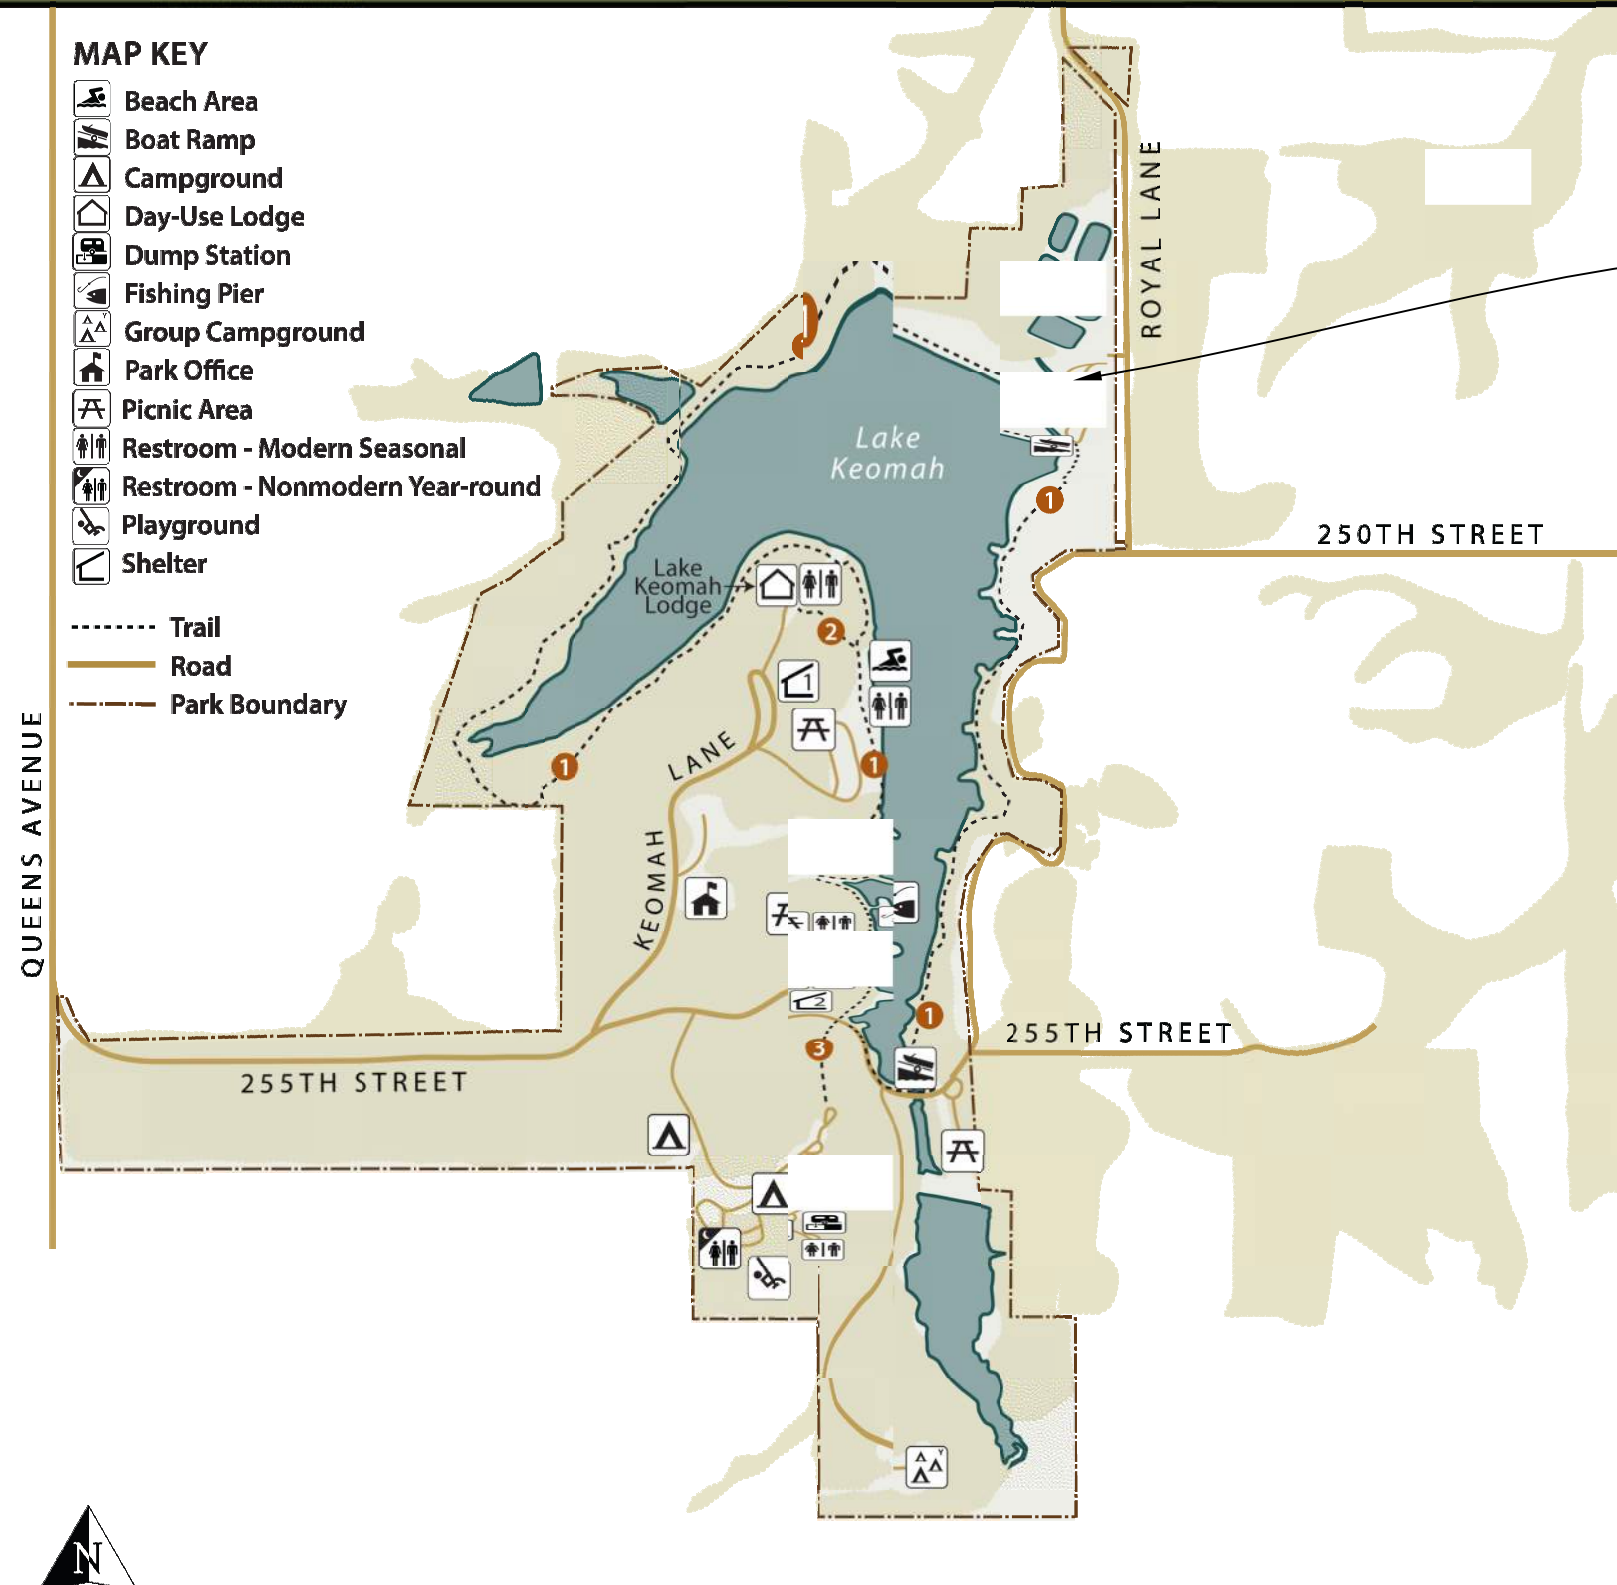 MAP KEY
Beach Area
Boat Ramp
Campground
Day-Use Lodge
Dump Station
Fishing Pier
Group Campground
Park Office
Picnic Area
Restroom - Modern Seasonal
Restroom - Nonmodern Year-round
Playground
Shelter
Trail
Road
Park Boundary
QUEENS AVENUE
ROYAL LANE
Lake
Keomah
1
250TH STREET
Lake
Keomah
Lodge
2
1
1
1
KEOMAH LANE
2
1
3
255TH STREET
255TH STREET
N